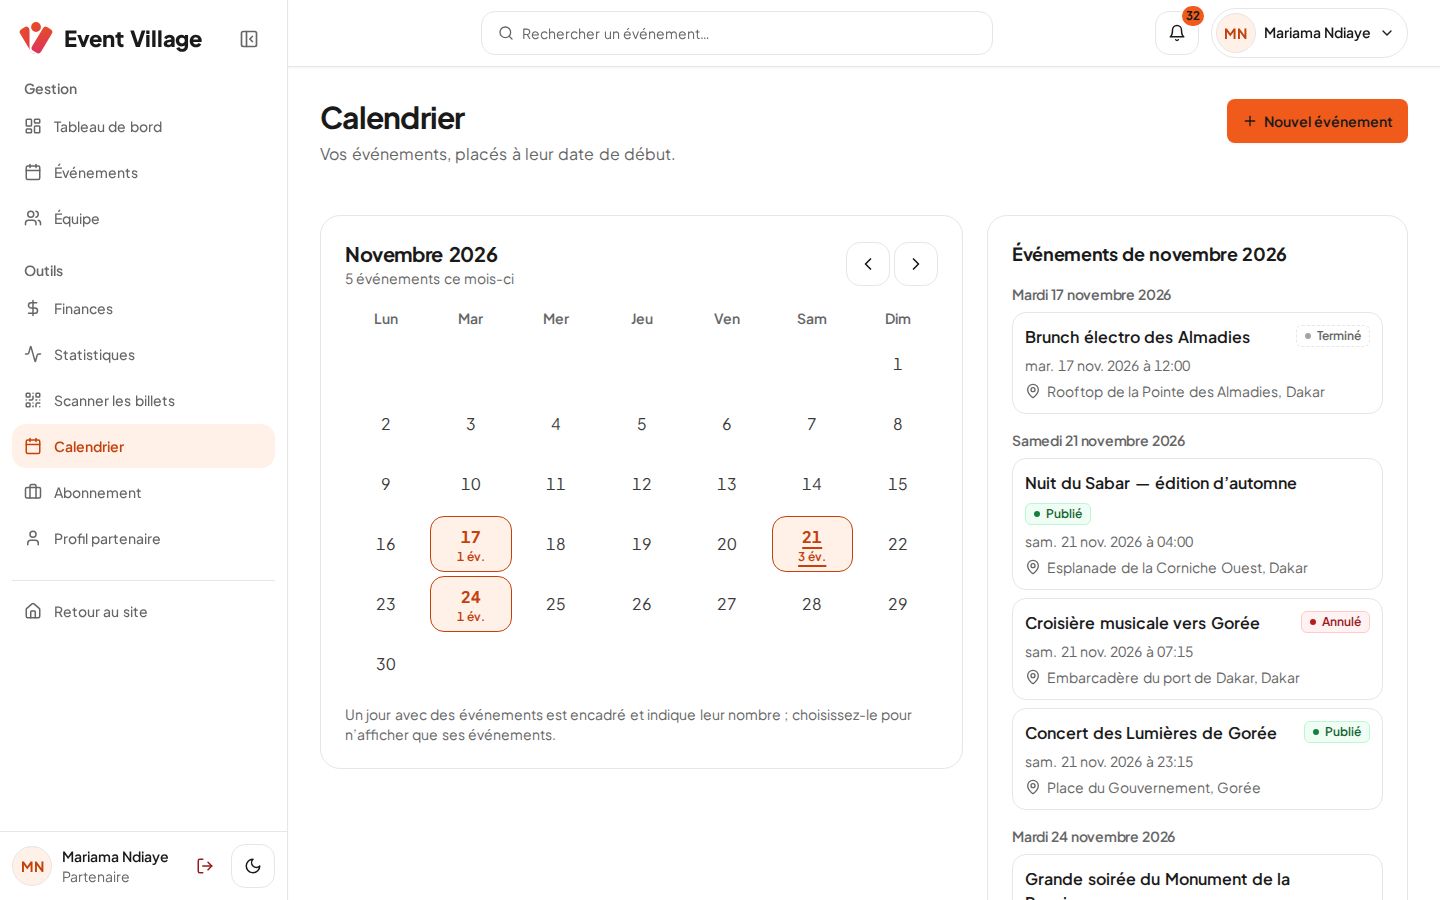 Event Village
Gestion
Tableau de bord
Événements
Équipe
Outils
Finances
Statistiques
Scanner les billets
Calendrier
Abonnement
Profil partenaire
Retour au site
MN
Mariama Ndiaye
Partenaire
Rechercher un événement...
32
MN
Mariama Ndiaye
Calendrier
Vos événements, placés à leur date de début.
Nouvel événement
Novembre 2026
5 événements ce mois-ci
Lun Mar Mer Jeu Ven Sam Dim
1
2 3 4 5 6 7 8
9 10 11 12 13 14 15
16 17 18 19 20 21 22
1 év. 3 év.
23 24 25 26 27 28 29
1 év.
30
Un jour avec des événements est encadré et indique leur nombre ; choisissez-le pour
n’afficher que ses événements.
Événements de novembre 2026
Mardi 17 novembre 2026
Brunch électro des Almadies
Terminé
mar. 17 nov. 2026 à 12:00
Rooftop de la Pointe des Almadies, Dakar
Samedi 21 novembre 2026
Nuit du Sabar — édition d’automne
Publié
sam. 21 nov. 2026 à 04:00
Esplanade de la Corniche Ouest, Dakar
Croisière musicale vers Gorée
Annulé
sam. 21 nov. 2026 à 07:15
Embarcadère du port de Dakar, Dakar
Concert des Lumières de Gorée
Publié
sam. 21 nov. 2026 à 23:15
Place du Gouvernement, Gorée
Mardi 24 novembre 2026
Grande soirée du Monument de la